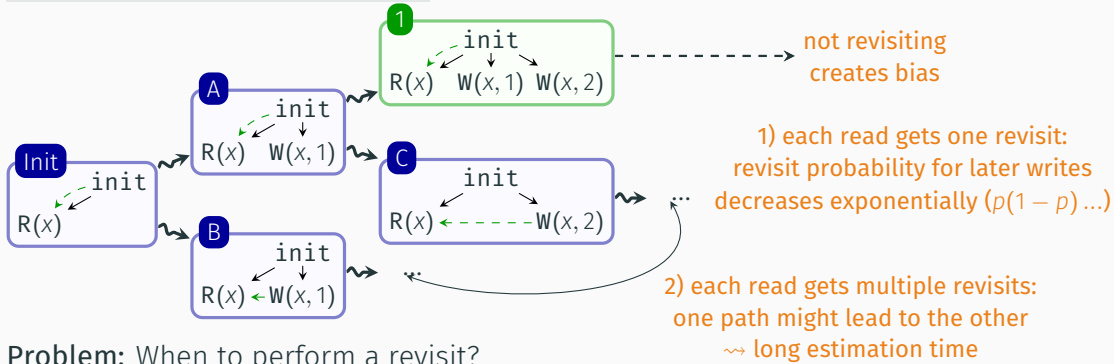 1
init
R(x) W(x, 1) W(x, 2)
not revisiting
creates bias
A
init
R(x) W(x, 1)
Init
init
R(x)
C
init
R(x) W(x, 2)
...
1) each read gets one revisit:
revisit probability for later writes
decreases exponentially (p(1 − p) ...)
B
init
R(x) W(x, 1)
...
2) each read gets multiple revisits:
one path might lead to the other
⇝ long estimation time
Problem: When to perform a revisit?